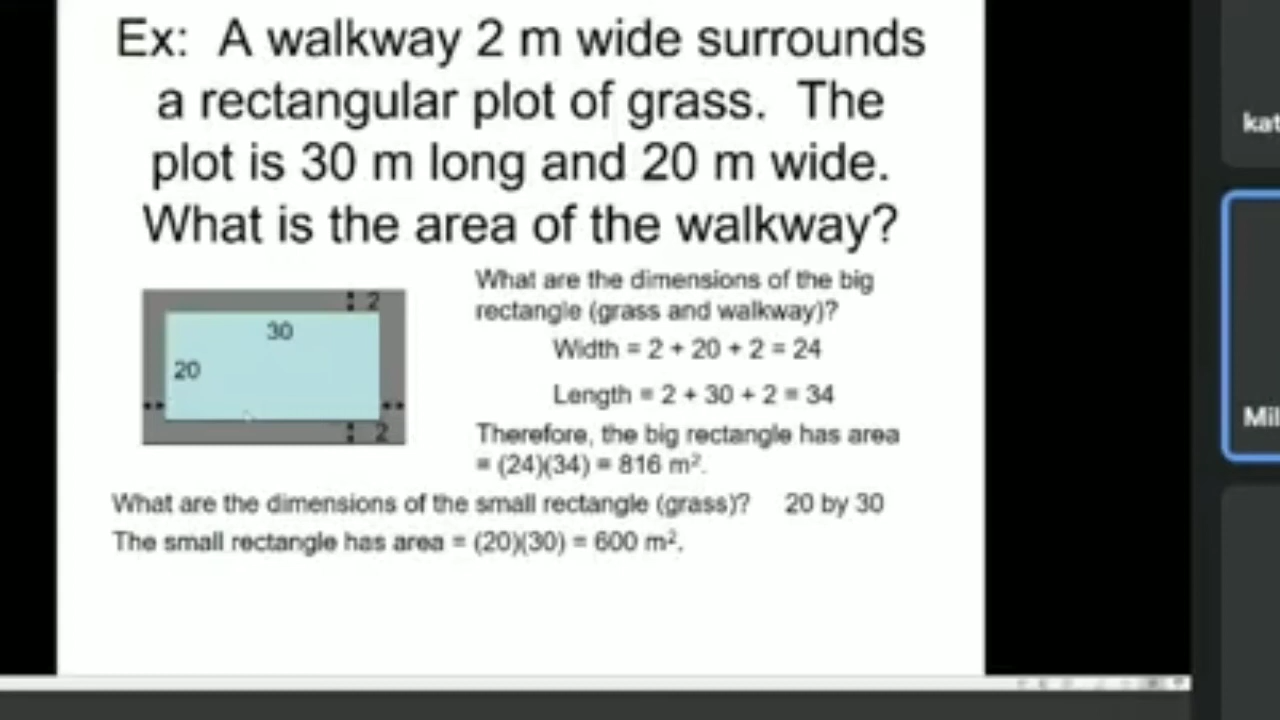 Ex: A walkway 2 m wide surrounds
a rectangular plot of grass. The
plot is 30 m long and 20 m wide.
What is the area of the walkway?
2
30
20
2
What are the dimensions of the big
rectangle (grass and walkway)?
Width = 2 + 20 + 2 = 24
Length = 2 + 30 + 2 = 34
Therefore, the big rectangle has area
= (24)(34) = 816 m².
What are the dimensions of the small rectangle (grass)? 20 by 30
The small rectangle has area = (20)(30) = 600 m².
kat
Mil